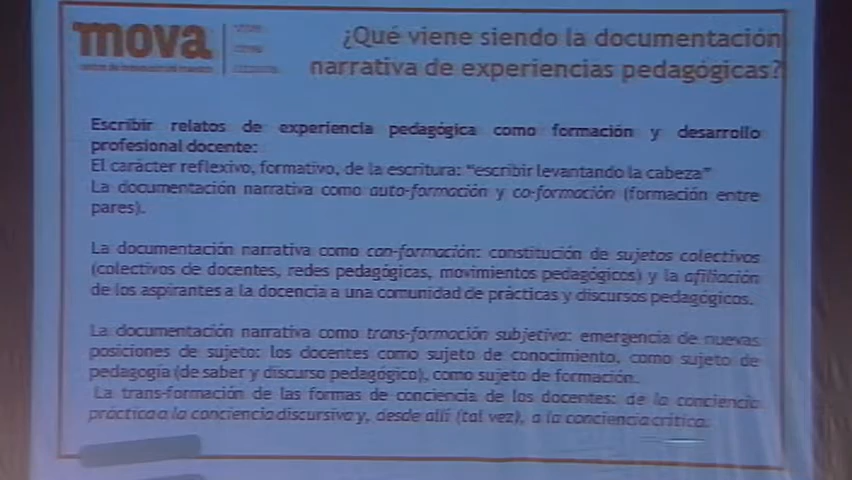 mova
¿Qué viene siendo la documentación
narrativa de experiencias pedagógicas?
Escribir relatos de experiencia pedagógica como formación y desarrollo
profesional docente:
El carácter reflexivo, formativo, de la escritura: "escribir levantando la cabeza"
La documentación narrativa como auto-formación y co-formación (formación entre
pares).
La documentación narrativa como con-formación: constitución de sujetos colectivos
(colectivos de docentes, redes pedagógicas, movimientos pedagógicos) y la afiliación
de los aspirantes a la docencia a una comunidad de prácticas y discursos pedagógicos.
La documentación narrativa como trans-formación subjetiva: emergencia de nuevas
posiciones de sujeto: los docentes como sujeto de conocimiento, como sujeto de
pedagogía (de saber y discurso pedagógico), como sujeto de formación.
La trans-formación de las formas de conciencia de los docentes: de la conciencia
práctica a la conciencia discursiva y, desde allí (tal vez), a la conciencia crítica.